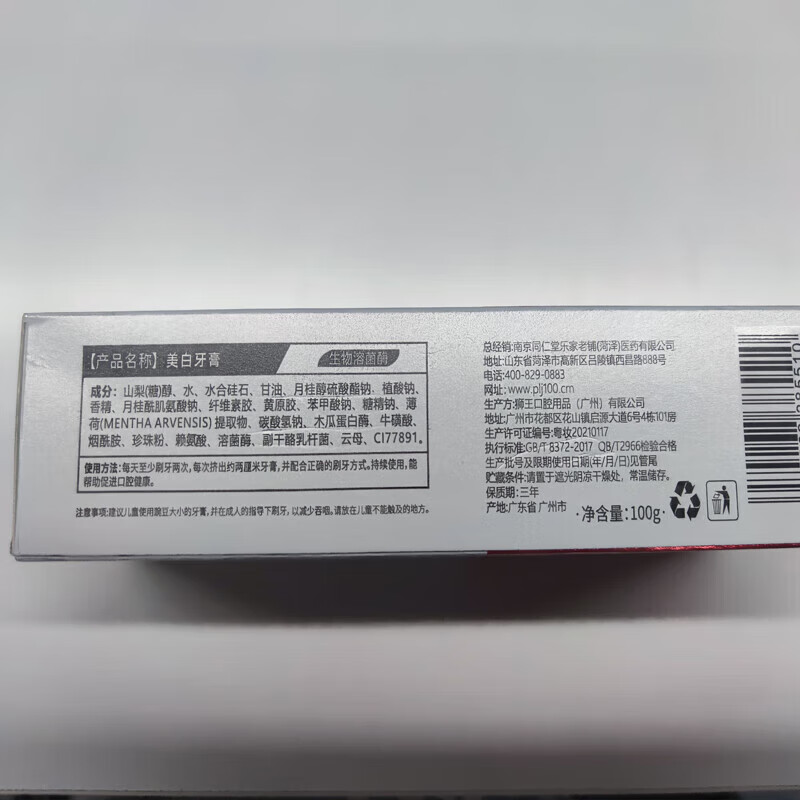 【产品名称】美白牙膏
生物溶菌酶
成分：山梨(糖)醇、水、水合硅石、甘油、月桂醇硫酸酯钠、植酸钠、
香精、月桂酰肌氨酸钠、纤维素胶、黄原胶、苯甲酸钠、糖精钠、薄
荷(MENTHA ARVENSIS)提取物、碳酸氢钠、木瓜蛋白酶、牛磺酸、
烟酰胺、珍珠粉、赖氨酸、溶菌酶、副干酪乳杆菌、云母、CI77891。
使用方法：每天至少刷牙两次，每次挤出约两厘米牙膏，并配合正确的刷牙方式。持续使用，能
帮助促进口腔健康。
注意事项:建议儿童使用豌豆大小的牙膏，并在成人的指导下刷牙，以减少吞咽。请放在儿童不能触及的地方。
总经销:南京同仁堂乐家老铺(菏泽)医药有限公司
地址:山东省菏泽市高新区吕陵镇西昌路888号
电话:400-829-0883
网址: www.plj100.cm
生产方:狮王口腔用品（广州）有限公司
地址:广州市花都区花山镇启源大道6号4栋101房
生产许可证编号:粤妆20210117
执行标准:GB/T 8372-2017 QB/T2966检验合格
生产批号及限期使用日期(年/月/日)见管尾
贮藏条件:请置于遮光阴凉干燥处，常温储存。
保质期:三年
产地:广东省 广州市
·净含量:100g·